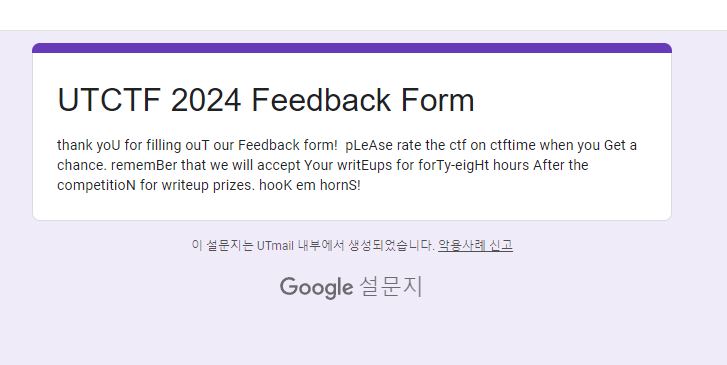 UTCTF 2024 Feedback Form
thank yoU for filling ouT our Feedback form!  pLeAse rate the ctf on ctftime when you Get a
chance. rememBer that we will accept Your writEups for forTy-eigHt hours After the
competitioN for writeup prizes. hooK em hornS!
이 설문지는 UTmail 내부에서 생성되었습니다. 악용사례 신고
Google 설문지